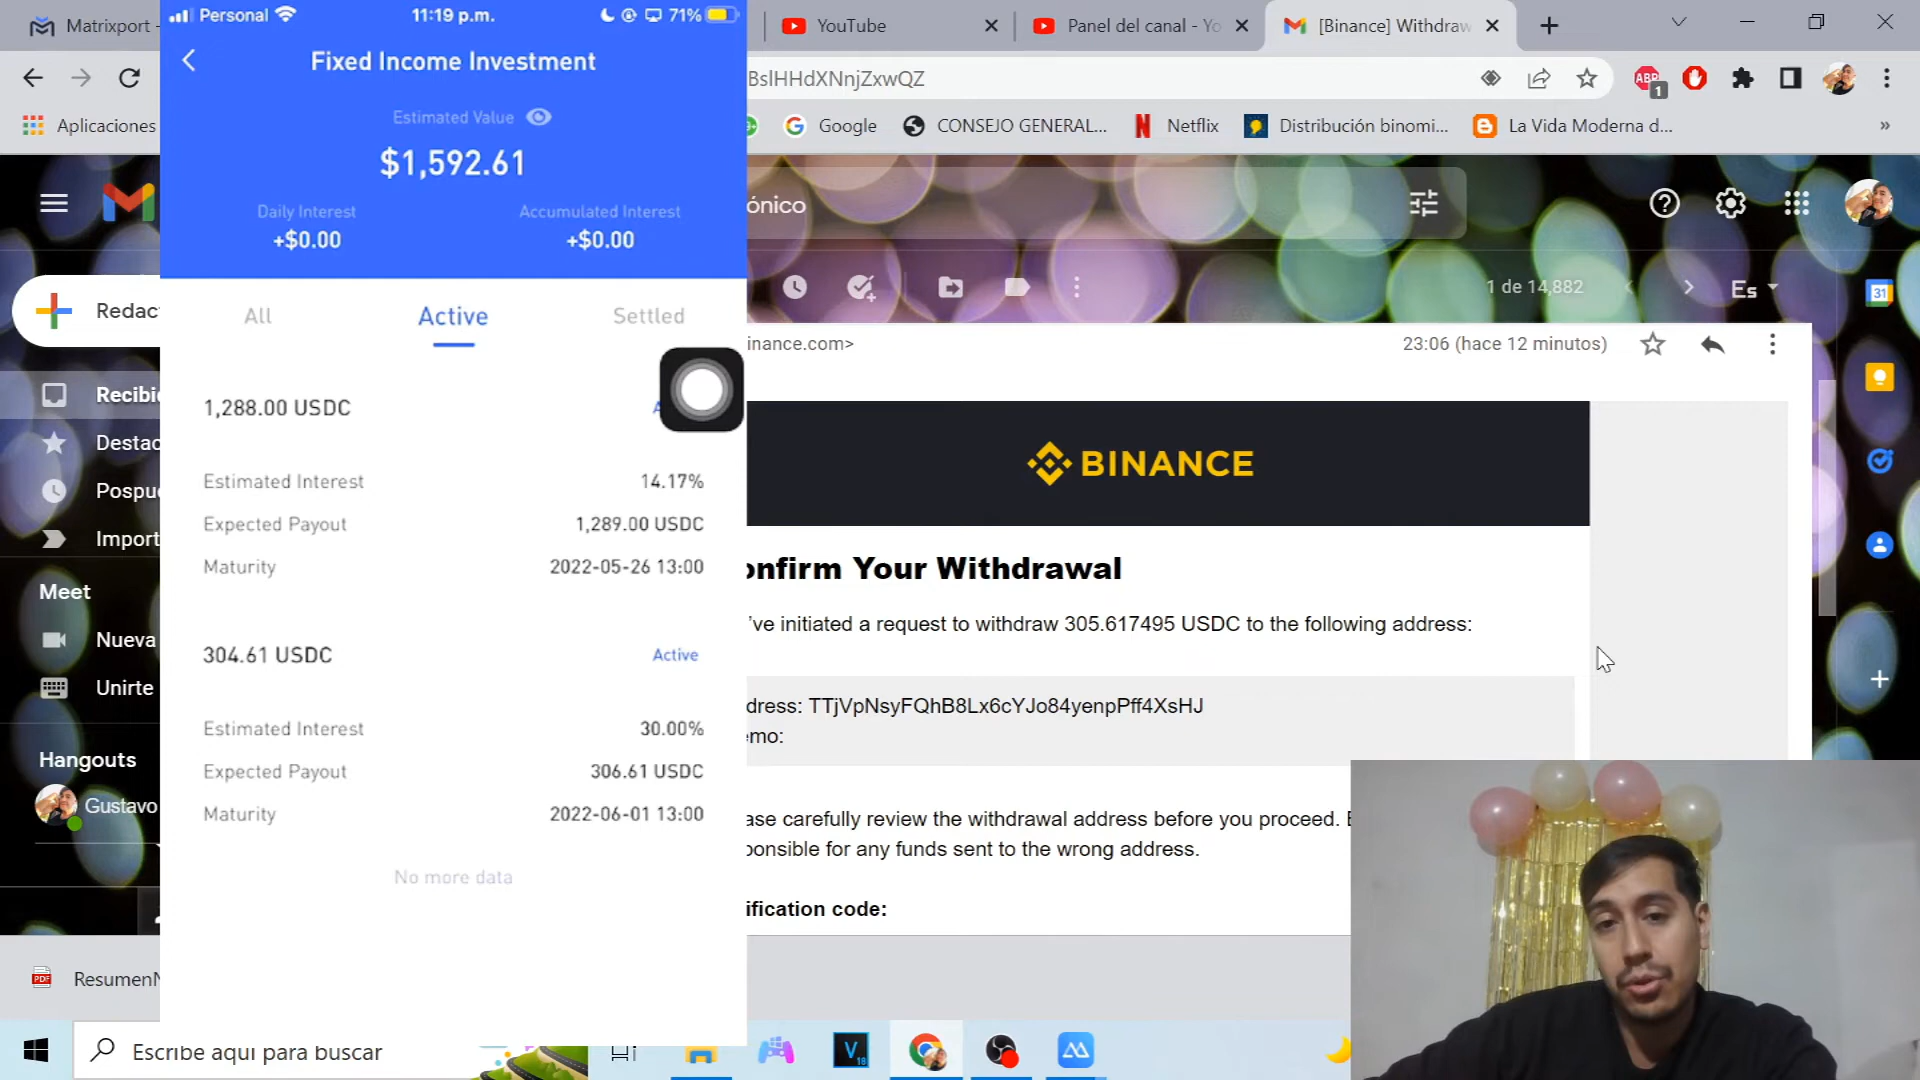 Matrixport -
YouTube
Panel del canal - Yo
[Binance] Withdraw
BslHHdXNnjZxwQZ
ABP
1
Aplicaciones
Google
CONSEJO GENERAL...
Netflix
Distribución binomi...
La Vida Moderna d...
»
Personal
11:19 p.m.
71%
Fixed Income Investment
Estimated Value
$1,592.61
Daily Interest
Accumulated Interest
+$0.00
+$0.00
All
Active
Settled
1,288.00 USDC
Estimated Interest
14.17%
Expected Payout
1,289.00 USDC
Maturity
2022-05-26 13:00
304.61 USDC
Active
Estimated Interest
30.00%
Expected Payout
306.61 USDC
Maturity
2022-06-01 13:00
No more data
ónico
Redac
1 de 14,882
Es
31
Recibi
Destac
Pospu
Import
Meet
Nueva
Unirte
Hangouts
Gustavo
inance.com>
23:06 (hace 12 minutos)
BINANCE
onfirm Your Withdrawal
've initiated a request to withdraw 305.617495 USDC to the following address:
dress: TTjVpNsyFQhB8Lx6cYJo84yenpPff4XsHJ
emo:
ase carefully review the withdrawal address before you proceed. B
ponsible for any funds sent to the wrong address.
ification code:
PDF
ResumenN
Escribe aquí para buscar
V
18